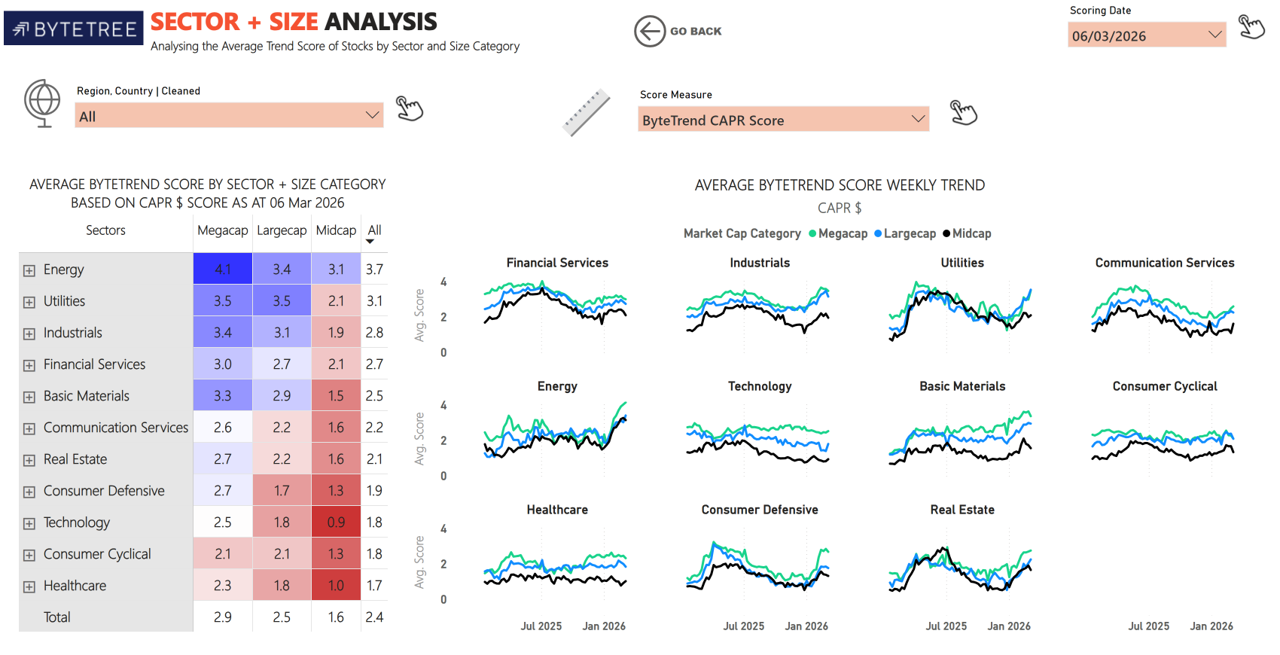 BYTETREE
SECTOR + SIZE ANALYSIS
Analysing the Average Trend Score of Stocks by Sector and Size Category
GO BACK
Scoring Date
06/03/2026
Region, Country | Cleaned
All
Score Measure
ByteTrend CAPR Score
AVERAGE BYTETREND SCORE BY SECTOR + SIZE CATEGORY
BASED ON CAPR $ SCORE AS AT 06 Mar 2026
Sectors Megacap Largecap Midcap All
Energy 4.1 3.4 3.1 3.7
Utilities 3.5 3.5 2.1 3.1
Industrials 3.4 3.1 1.9 2.8
Financial Services 3.0 2.7 2.1 2.7
Basic Materials 3.3 2.9 1.5 2.5
Communication Services 2.6 2.2 1.6 2.2
Real Estate 2.7 2.2 1.6 2.1
Consumer Defensive 2.7 1.7 1.3 1.9
Technology 2.5 1.8 0.9 1.8
Consumer Cyclical 2.1 2.1 1.3 1.8
Healthcare 2.3 1.8 1.0 1.7
Total 2.9 2.5 1.6 2.4
AVERAGE BYTETREND SCORE WEEKLY TREND
CAPR $
Market Cap Category Megacap Largecap Midcap
Financial Services Industrials Utilities Communication Services
Avg. Score
4
2
0
Energy Technology Basic Materials Consumer Cyclical
Avg. Score
4
2
0
Healthcare Consumer Defensive Real Estate
Avg. Score
4
2
0
Jul 2025 Jan 2026 Jul 2025 Jan 2026 Jul 2025 Jan 2026 Jul 2025 Jan 2026